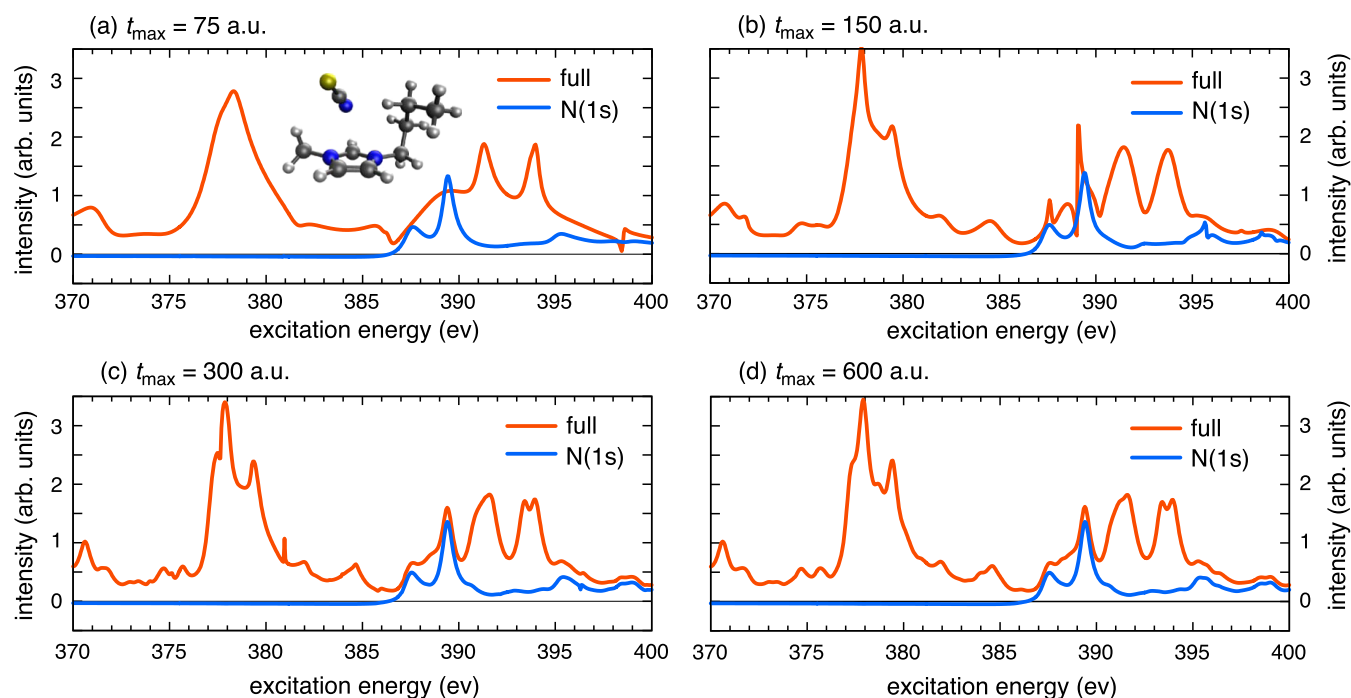 (a) tmax = 75 a.u.
(b) tmax = 150 a.u.
intensity (arb. units)
3
2
1
0
full
N(1s)
370 375 380 385 390 395 400
excitation energy (ev)
full
N(1s)
3
2
1
0
intensity (arb. units)
370 375 380 385 390 395 400
excitation energy (ev)
(c) tmax = 300 a.u.
(d) tmax = 600 a.u.
intensity (arb. units)
3
2
1
0
full
N(1s)
370 375 380 385 390 395 400
excitation energy (ev)
full
N(1s)
3
2
1
0
intensity (arb. units)
370 375 380 385 390 395 400
excitation energy (ev)